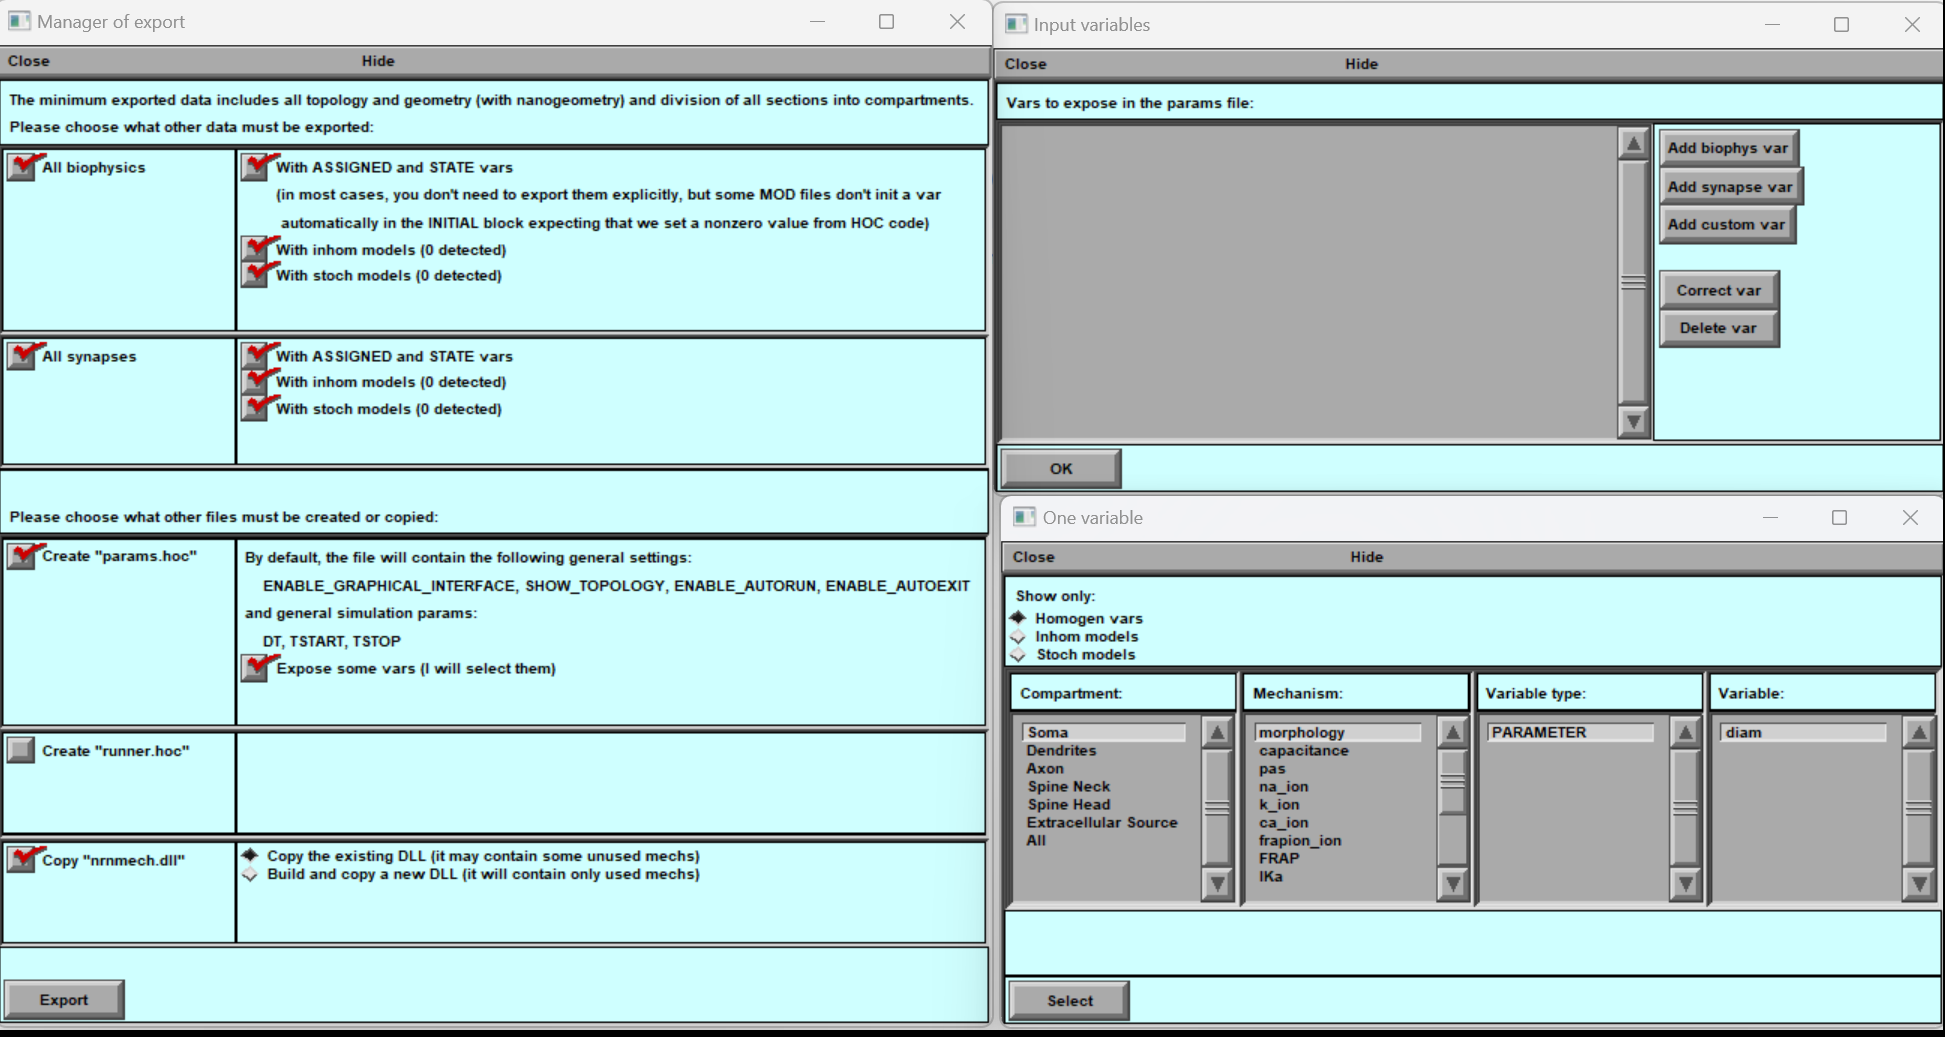 Manager of export
Close Hide
The minimum exported data includes all topology and geometry (with nanogeometry) and division of all sections into compartments.
Please choose what other data must be exported:
All biophysics
With ASSIGNED and STATE vars
(in most cases, you don't need to export them explicitly, but some MOD files don't init a var
automatically in the INITIAL block expecting that we set a nonzero value from HOC code)
With inhom models (0 detected)
With stoch models (0 detected)
All synapses
With ASSIGNED and STATE vars
With inhom models (0 detected)
With stoch models (0 detected)
Please choose what other files must be created or copied:
Create "params.hoc"
By default, the file will contain the following general settings:
ENABLE_GRAPHICAL_INTERFACE, SHOW_TOPOLOGY, ENABLE_AUTORUN, ENABLE_AUTOEXIT
and general simulation params:
DT, TSTART, TSTOP
Expose some vars (I will select them)
Create "runner.hoc"
Copy "nrnmech.dll"
Copy the existing DLL (it may contain some unused mechs)
Build and copy a new DLL (it will contain only used mechs)
Export
Input variables
Close Hide
Vars to expose in the params file:
Add biophys var
Add synapse var
Add custom var
Correct var
Delete var
OK
One variable
Close Hide
Show only:
Homogen vars
Inhom models
Stoch models
Compartment:
Soma
Dendrites
Axon
Spine Neck
Spine Head
Extracellular Source
All
Mechanism:
morphology
capacitance
pas
na_ion
k_ion
ca_ion
frapion_ion
FRAP
IKa
Variable type:
PARAMETER
Variable:
diam
Select